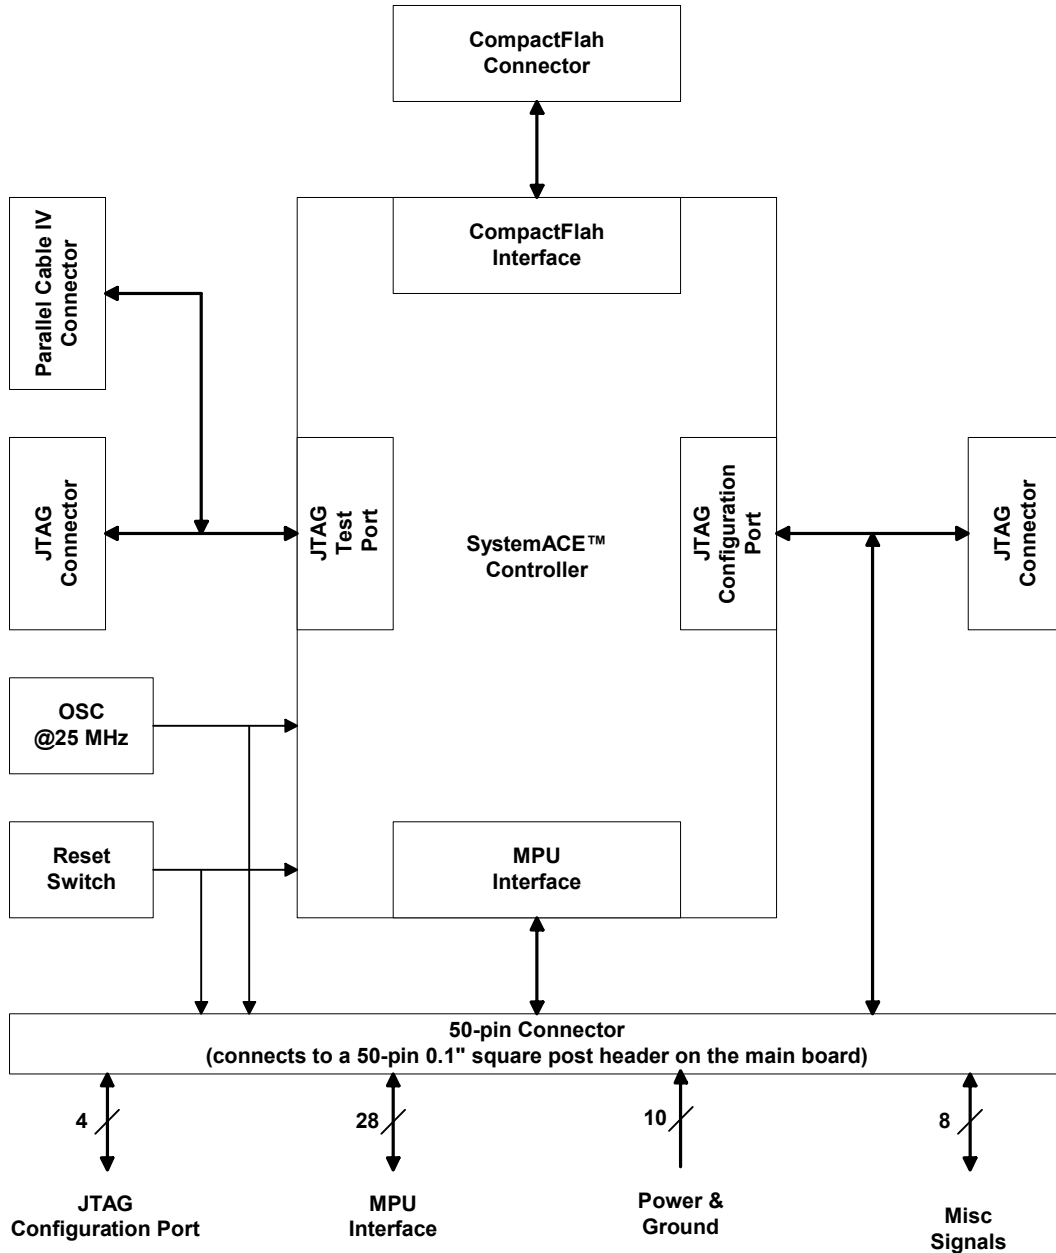 CompactFlah
Connector
CompactFlah
Interface
Parallel Cable IV
Connector
JTAG
Connector
JTAG
Test
Port
SystemACE™
Controller
JTAG
Configuration
Port
JTAG
Connector
OSC
@25 MHz
Reset
Switch
MPU
Interface
50-pin Connector
(connects to a 50-pin 0.1" square post header on the main board)
4
28
10
8
JTAG
Configuration Port
MPU
Interface
Power &
Ground
Misc
Signals